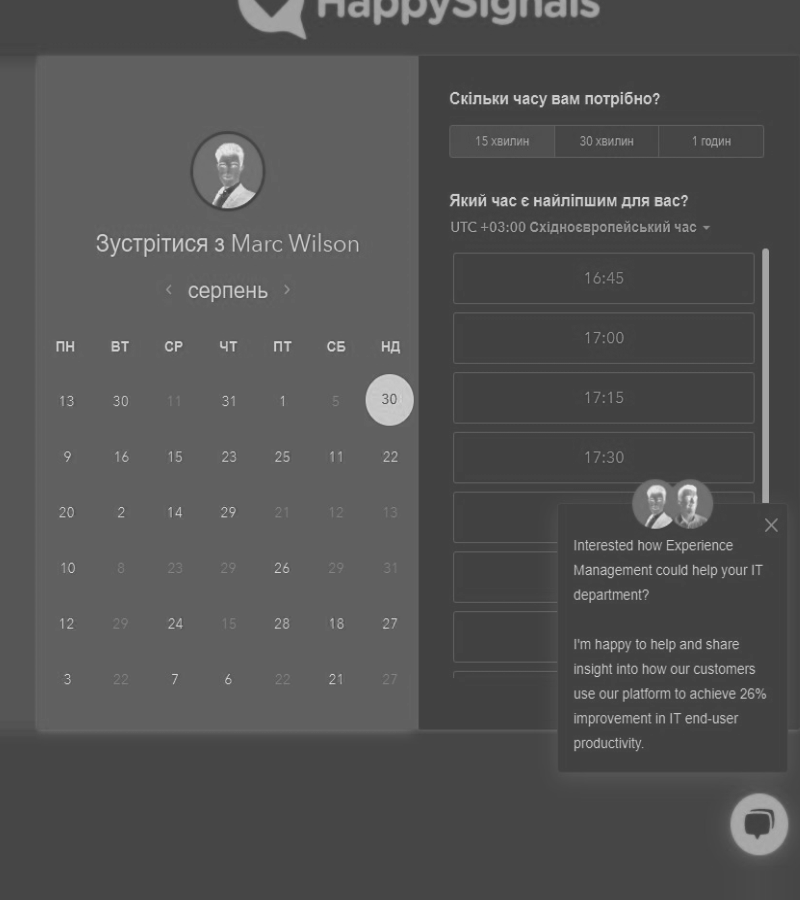 HappySignals
Зустрітися з Marc Wilson
серпень
ПН ВТ СР ЧТ ПТ СБ НД
13 30 11 31 1 5 30
9 16 15 23 25 11 22
20 2 14 29 21 12 13
10 8 23 29 26 29 31
12 29 24 15 28 18 27
3 22 7 6 22 21 27
Скільки часу вам потрібно?
15 хвилин 30 хвилин 1 годин
Який час є найліпшим для вас?
UTC +03:00 Східноєвропейський час
16:45
17:00
17:15
17:30
Interested how Experience
Management could help your IT
department?
I'm happy to help and share
insight into how our customers
use our platform to achieve 26%
improvement in IT end-user
productivity.